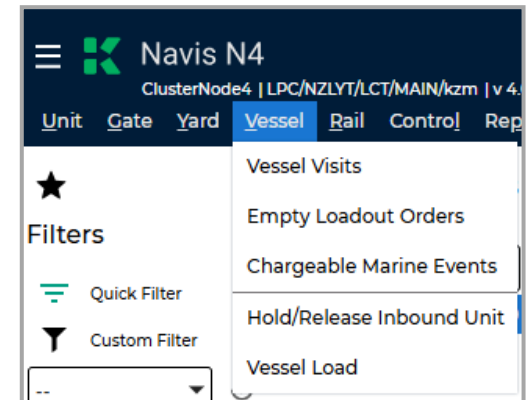 Navis N4
ClusterNode4 | LPC/NZLYT/LCT/MAIN/kzm | v 4.
Unit Gate Yard Vessel Rail Control Rep
Vessel Visits
Empty Loadout Orders
Filters
Chargeable Marine Events
Quick Filter
Hold/Release Inbound Unit
Custom Filter
Vessel Load
--